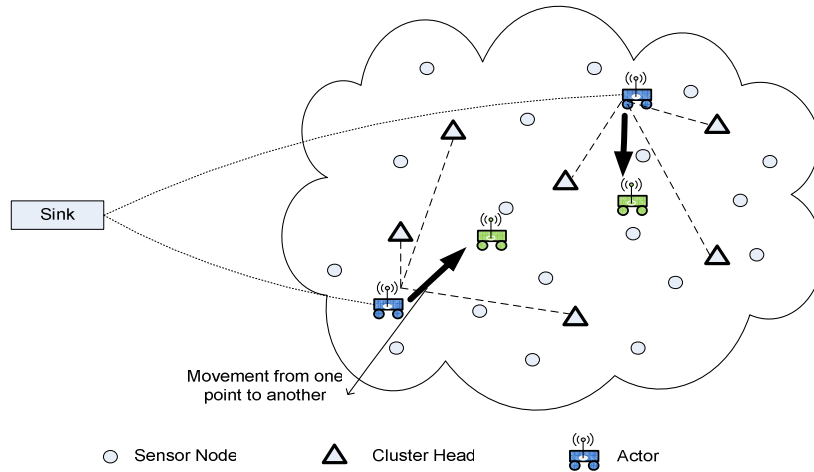 Sink
Movement from one
point to another
Sensor Node
Cluster Head
Actor